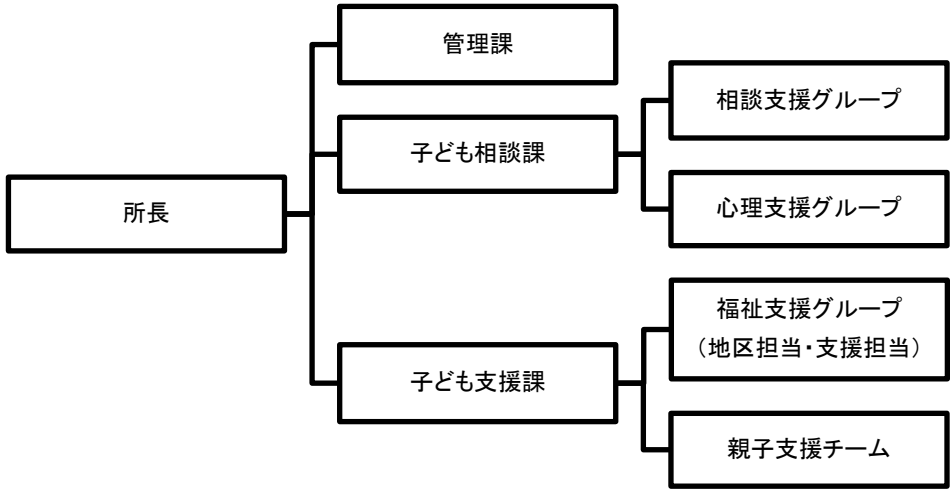 所長
管理課
子ども相談課
相談支援グループ
心理支援グループ
子ども支援課
福祉支援グループ
（地区担当・支援担当）
親子支援チーム